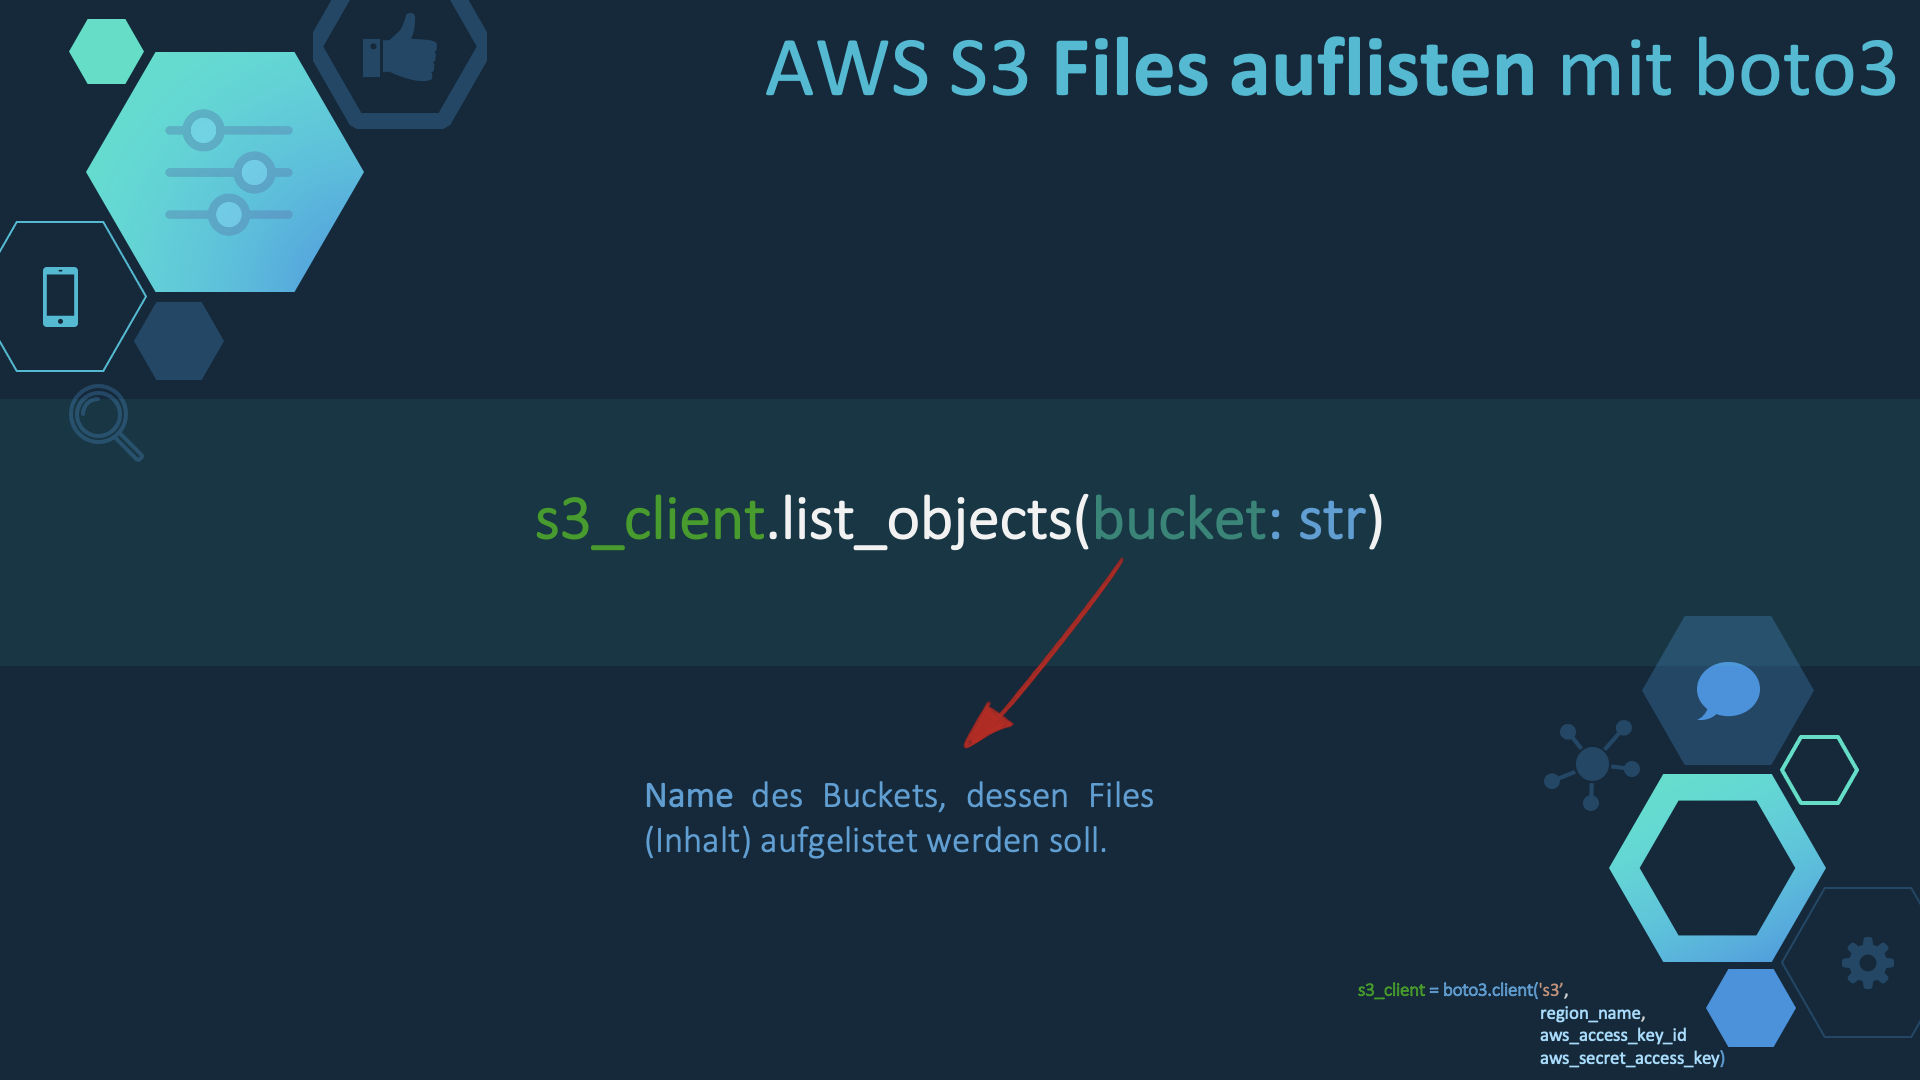 AWS S3 Files auflisten mit boto3
s3_client.list_objects(bucket: str)
Name des Buckets, dessen Files
(Inhalt) aufgelistet werden soll.
s3_client = boto3.client('s3’,
region_name,
aws_access_key_id
aws_secret_access_key)